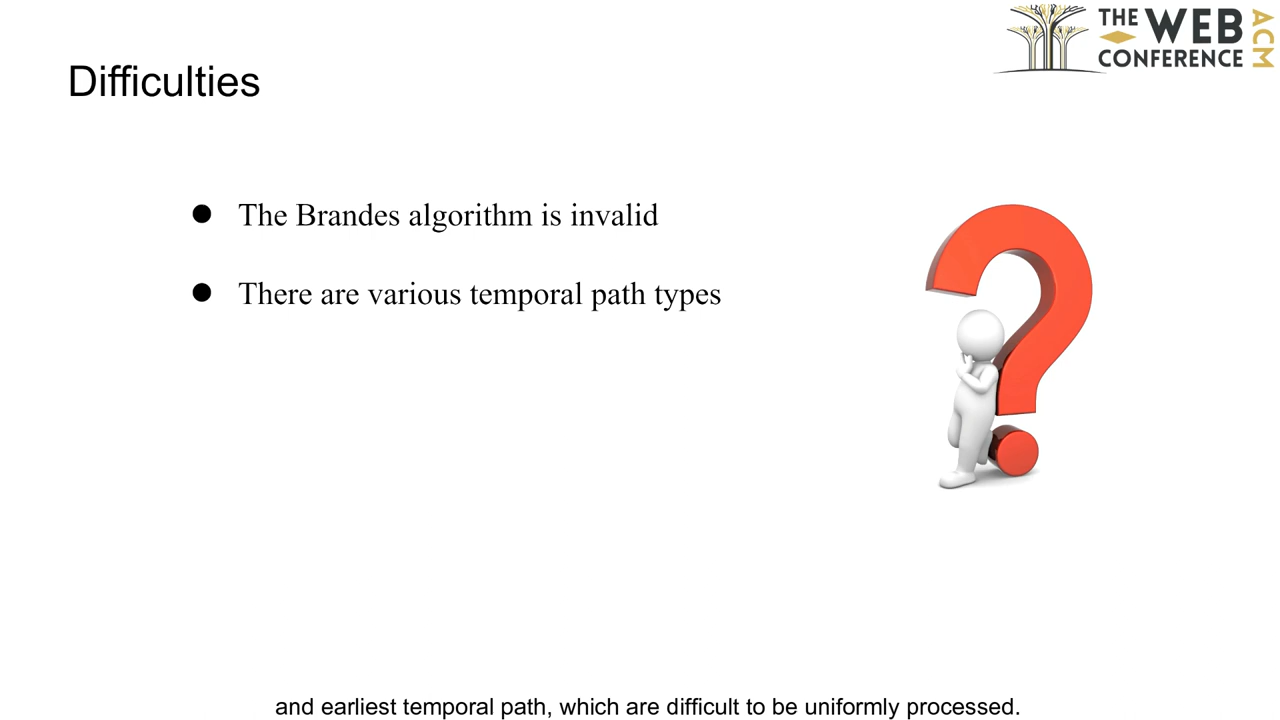 THE WEB
CONFERENCE
ACM
Difficulties
● The Brandes algorithm is invalid
● There are various temporal path types
?
and earliest temporal path, which are difficult to be uniformly processed.